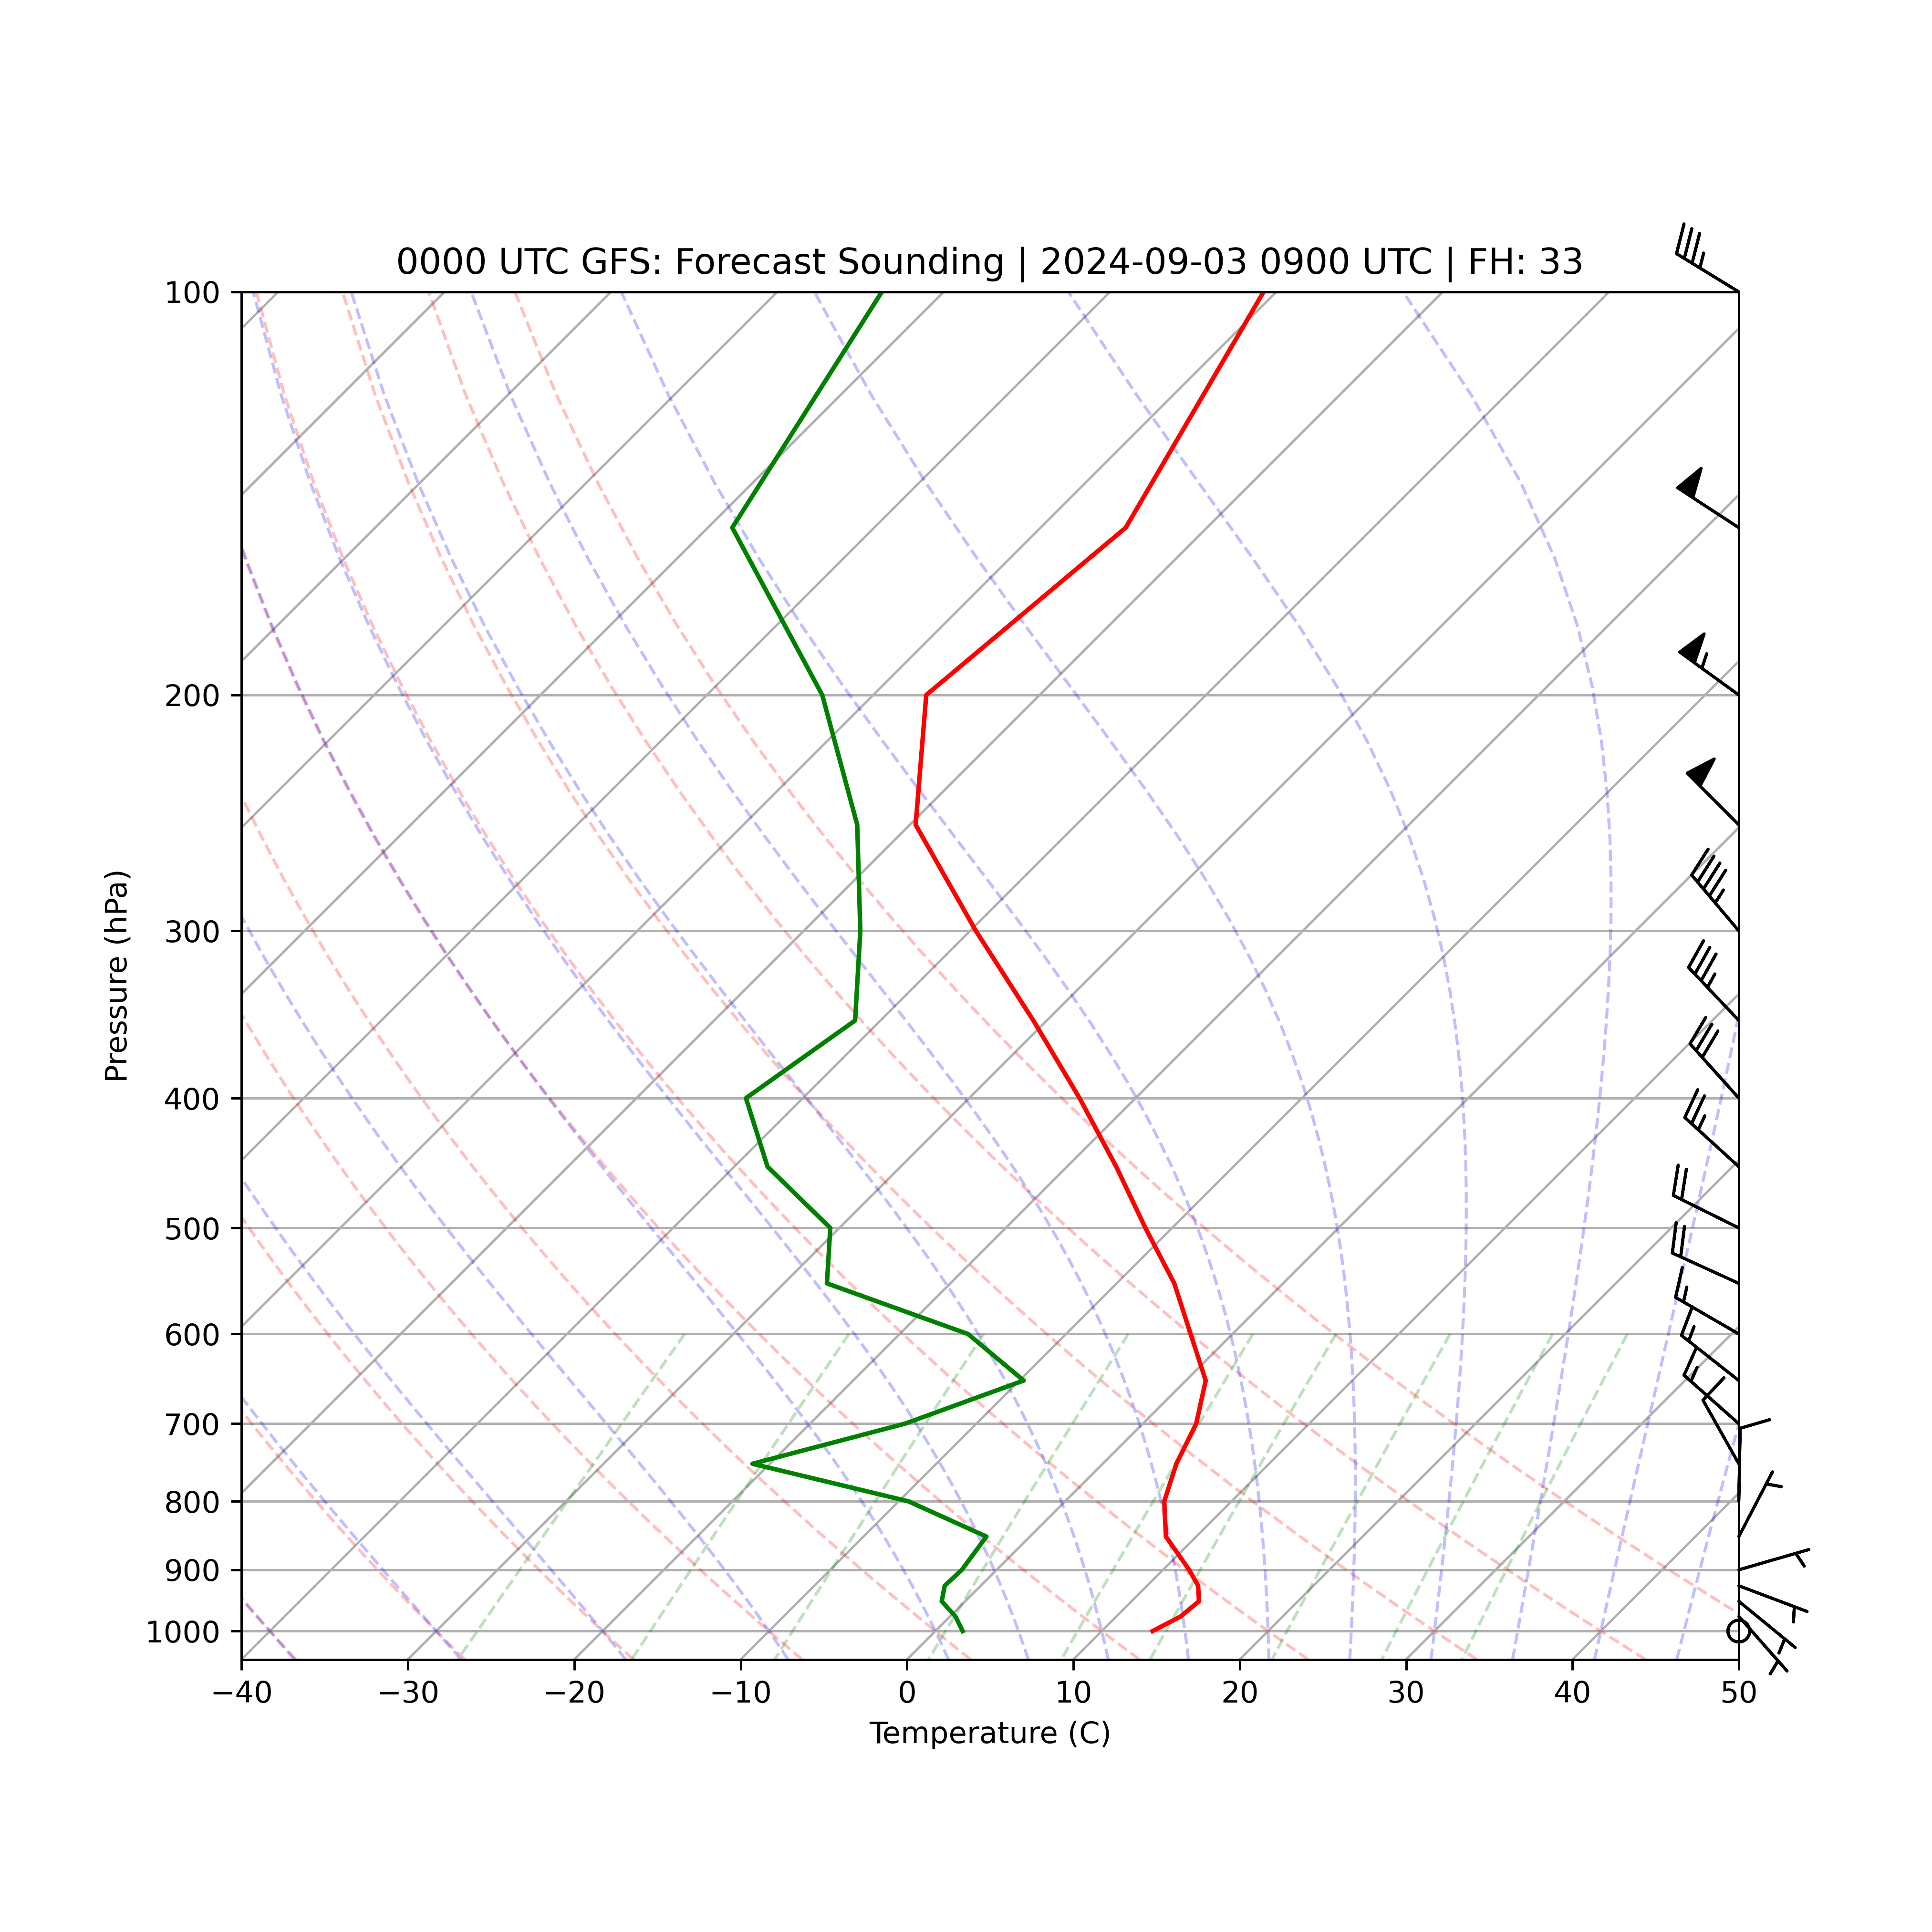 0000 UTC GFS: Forecast Sounding | 2024-09-03 0900 UTC | FH: 33
100
200
300
400
500
600
700
800
900
1000
Pressure (hPa)
−40 −30 −20 −10 0 10 20 30 40 50
Temperature (C)